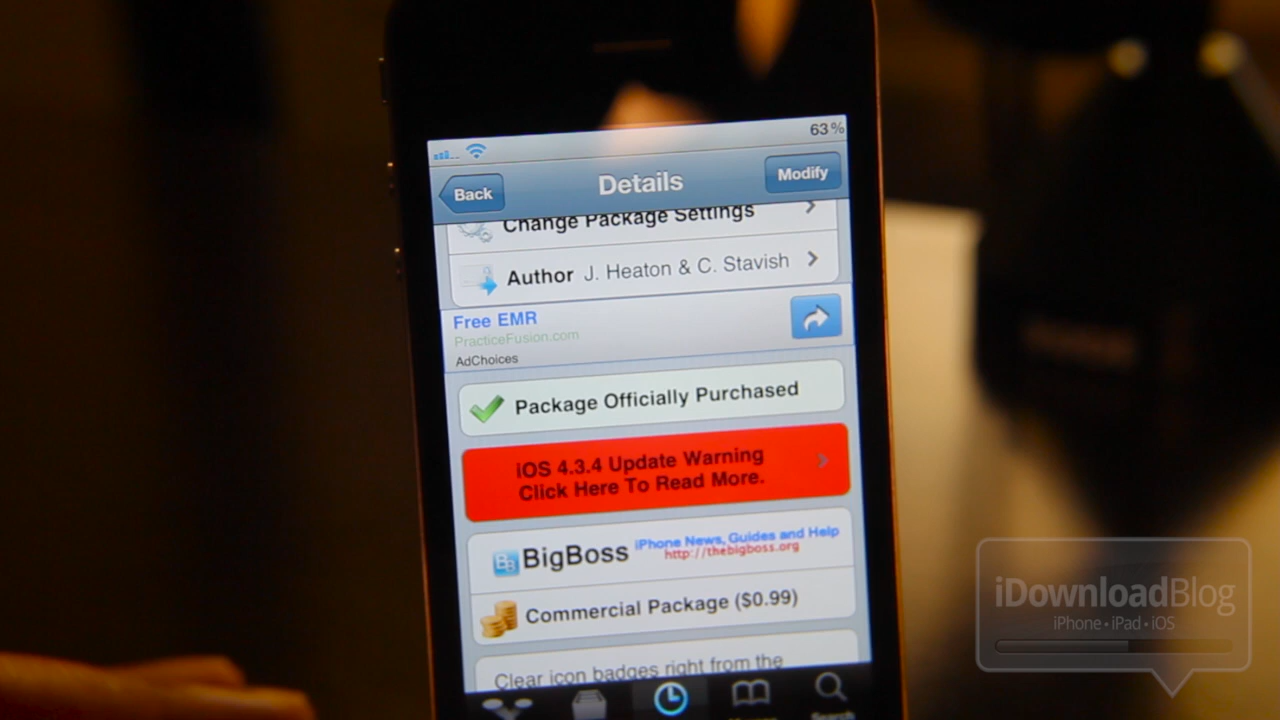 63%
Back
Details
Modify
Change Package Settings
Author J. Heaton & C. Stavish
Free EMR
PracticeFusion.com
AdChoices
Package Officially Purchased
iOS 4.3.4 Update Warning
Click Here To Read More.
BigBoss
iPhone News, Guides and Help
http://thebigboss.org
Commercial Package ($0.99)
Clear icon badges right from the
Search
iDownloadBlog
iPhone • iPad • iOS